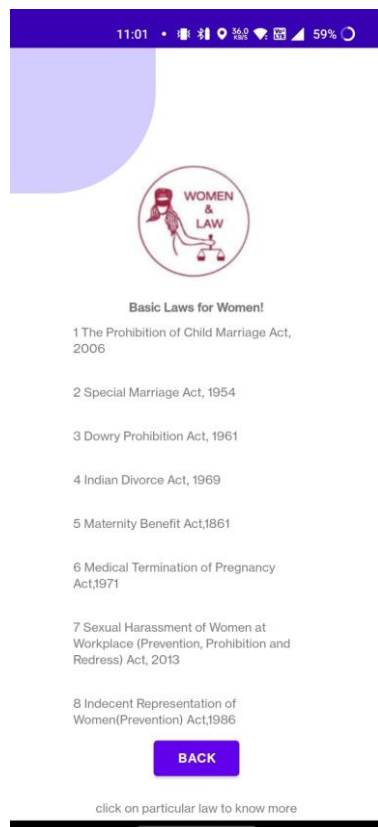 11:01
36.0
KB/S
59%
WOMEN
&
LAW
Basic Laws for Women!
1 The Prohibition of Child Marriage Act,
2006
2 Special Marriage Act, 1954
3 Dowry Prohibition Act, 1961
4 Indian Divorce Act, 1969
5 Maternity Benefit Act,1861
6 Medical Termination of Pregnancy
Act,1971
7 Sexual Harassment of Women at
Workplace (Prevention, Prohibition and
Redress) Act, 2013
8 Indecent Representation of
Women(Prevention) Act,1986
BACK
click on particular law to know more